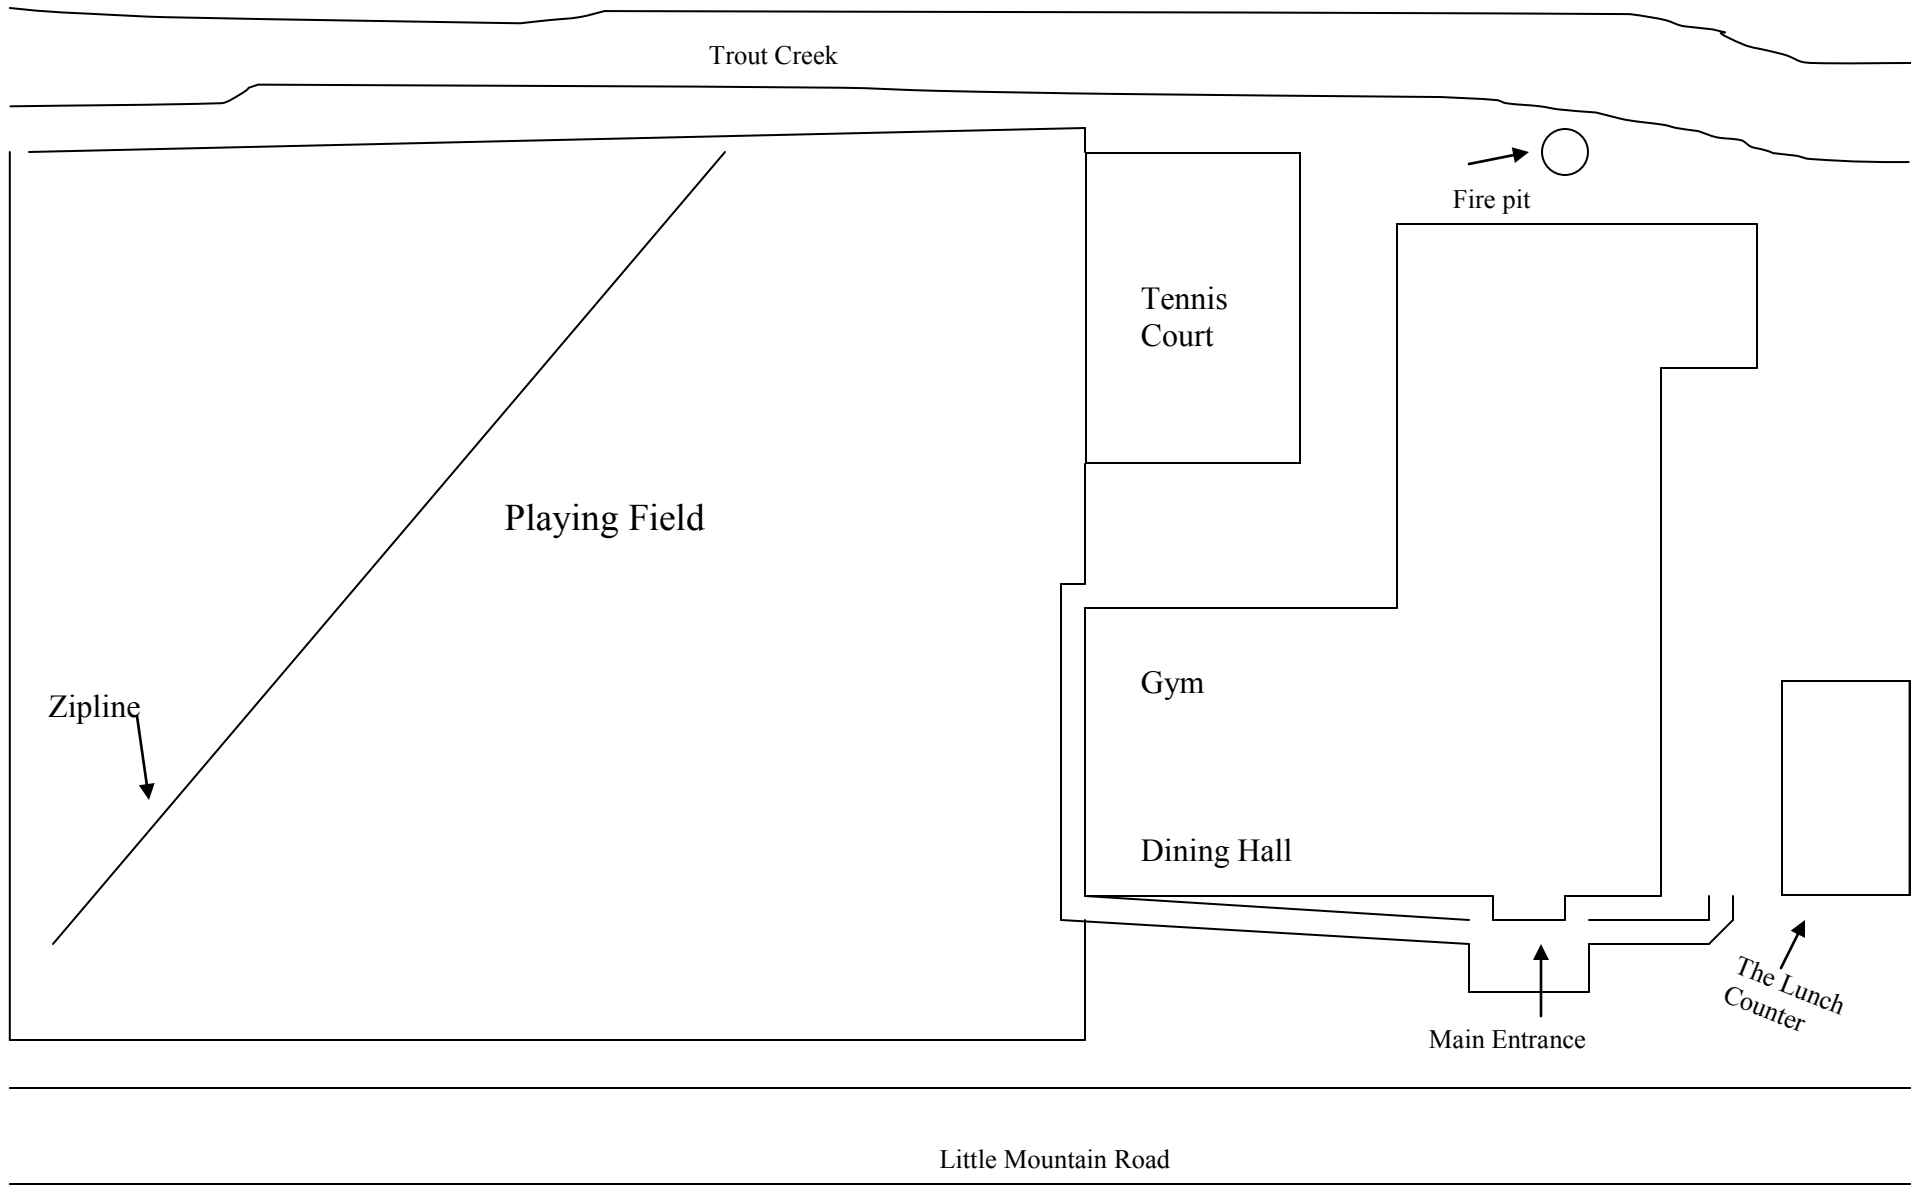 Trout Creek
Fire pit
Tennis
Court
Playing Field
Gym
Zipline
Dining Hall
The Lunch
Counter
Main Entrance
Little Mountain Road